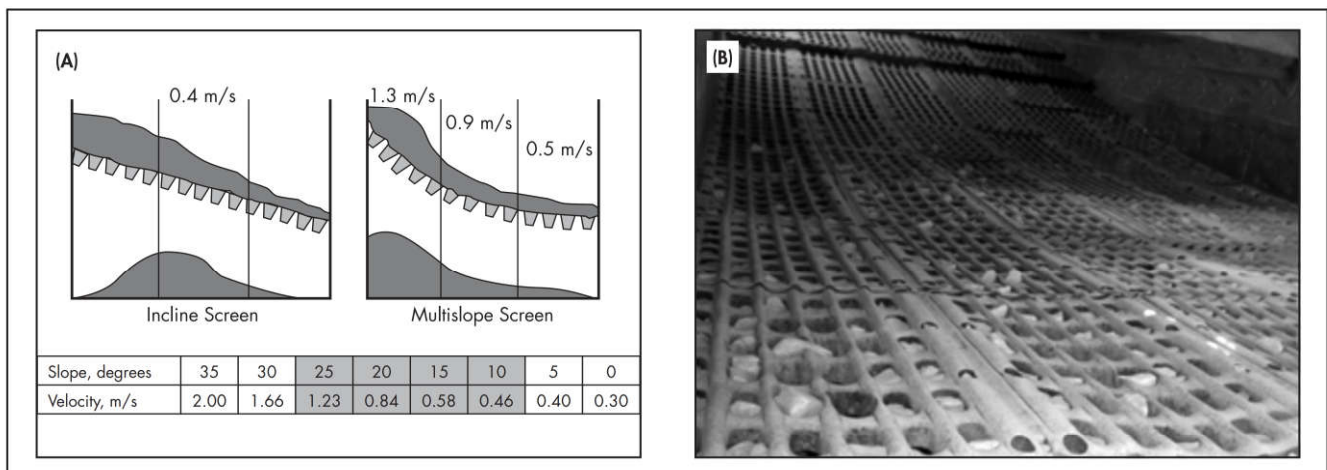 (A)
0.4 m/s
1.3 m/s
0.9 m/s
0.5 m/s
Incline Screen
Multislope Screen
Slope, degrees 35 30 25 20 15 10 5 0
Velocity, m/s 2.00 1.66 1.23 0.84 0.58 0.46 0.40 0.30
(B)